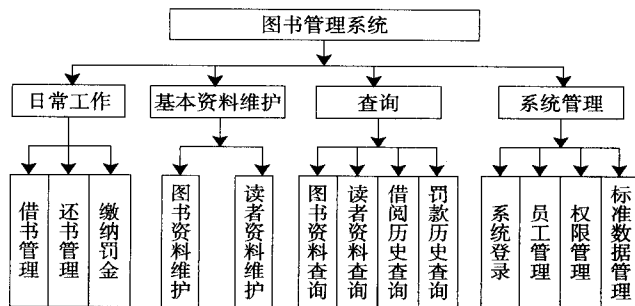 图书管理系统
日常工作
基本资料维护
查询
系统管理
借书管理
还书管理
缴纳罚金
图书资料维护
读者资料维护
图书资料查询
读者资料查询
借阅历史查询
罚款历史查询
系统登录
员工管理
权限管理
标准数据管理